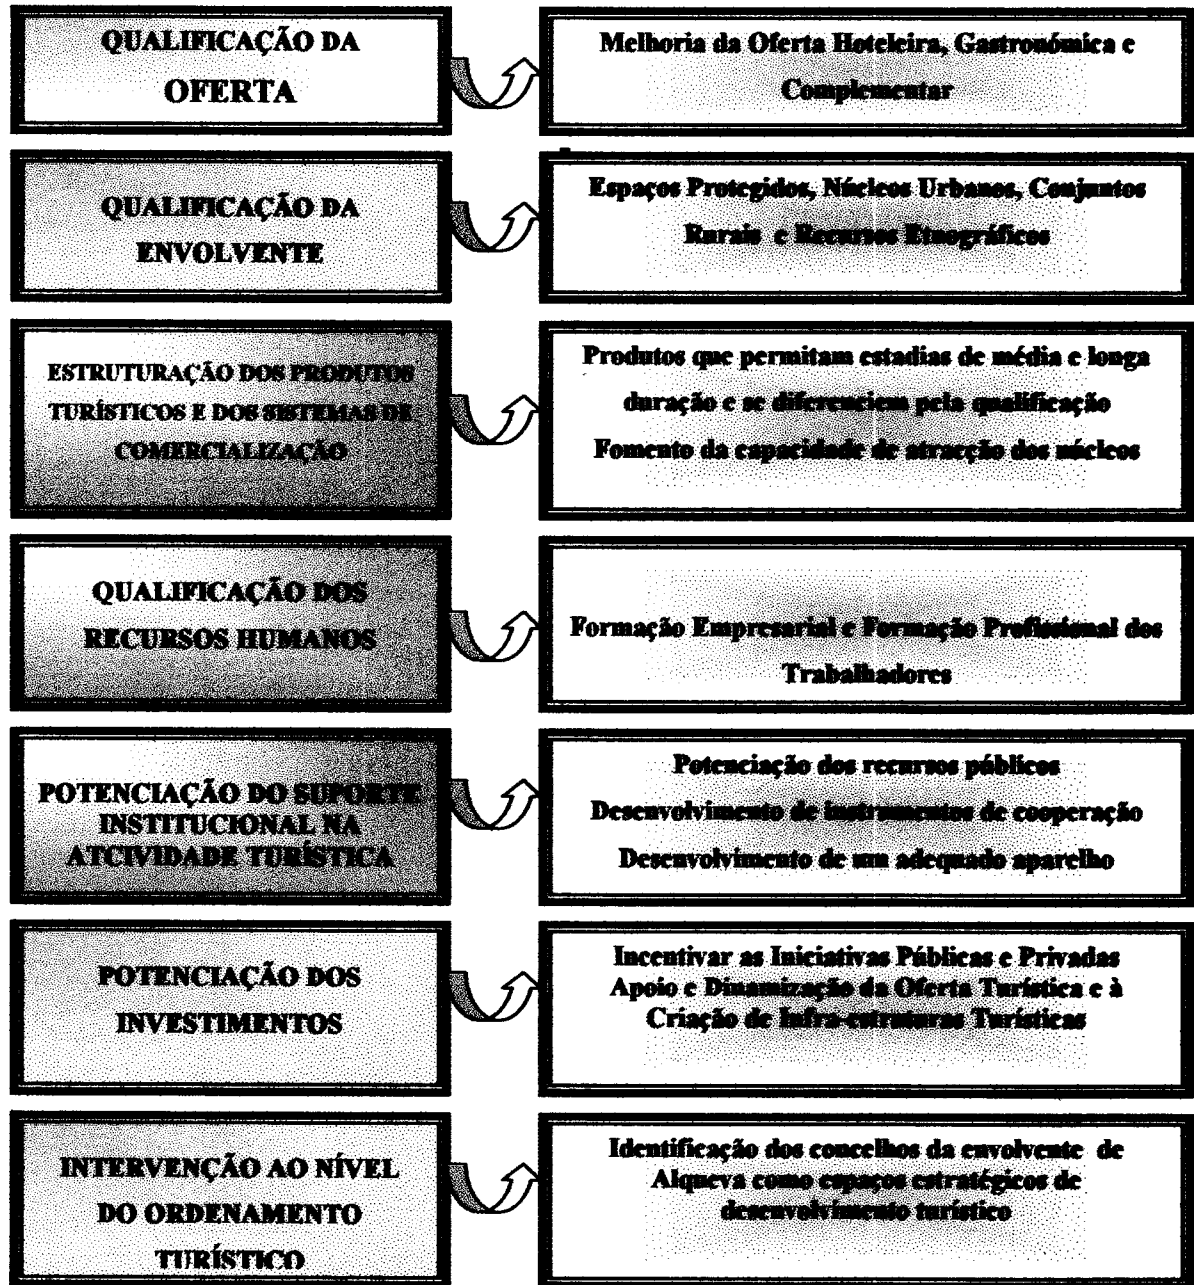 QUALIFICAÇÃO DA
OFERTA
Melhoria da Oferta Hoteleira, Gastronómica e
Complementar
QUALIFICAÇÃO DA
ENVOLVENTE
Espaços Protegidos, Núcleos Urbanos, Conjuntos
Rurais e Recursos Etnográficos
ESTRUTURAÇÃO DOS PRODUTOS
TURÍSTICOS E DOS SISTEMAS DE
COMERCIALIZAÇÃO
Produtos que permitam estadias de média e longa
duração e se diferenciem pela qualificação
Fomento da capacidade de atracção dos núcleos
QUALIFICAÇÃO DOS
RECURSOS HUMANOS
Formação Empresarial e Formação Profissional dos
Trabalhadores
POTENCIAÇÃO DO SUPORTE
INSTITUCIONAL NA
ATCIVIDADE TURÍSTICA
Potenciação dos recursos públicos
Desenvolvimento de instrumentos de cooperação
Desenvolvimento de um adequado aparelho
POTENCIAÇÃO DOS
INVESTIMENTOS
Incentivar as Iniciativas Públicas e Privadas
Apoio e Dinamização da Oferta Turística e à
Criação de Infra-estruturas Turísticas
INTERVENÇÃO AO NÍVEL
DO ORDENAMENTO
TURÍSTICO
Identificação dos concelhos da envolvente de
Alqueva como espaços estratégicos de
desenvolvimento turístico